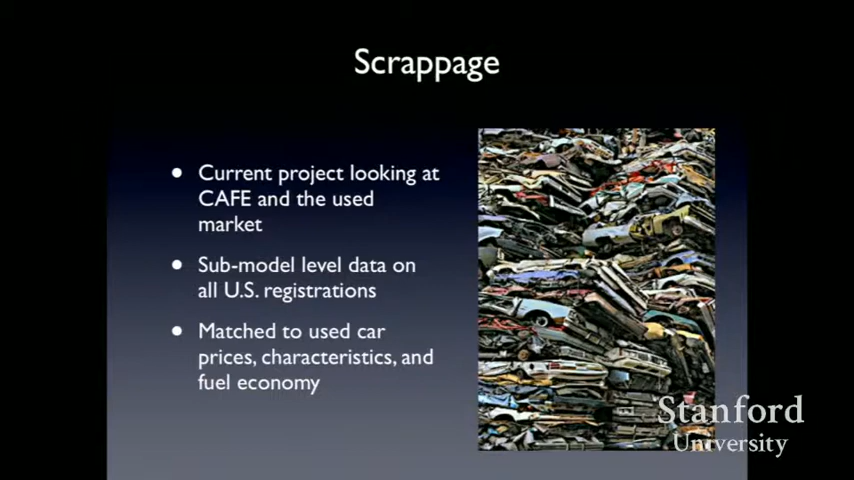 Scrappage
• Current project looking at
CAFE and the used
market
• Sub-model level data on
all U.S. registrations
• Matched to used car
prices, characteristics, and
fuel economy
Stanford
University